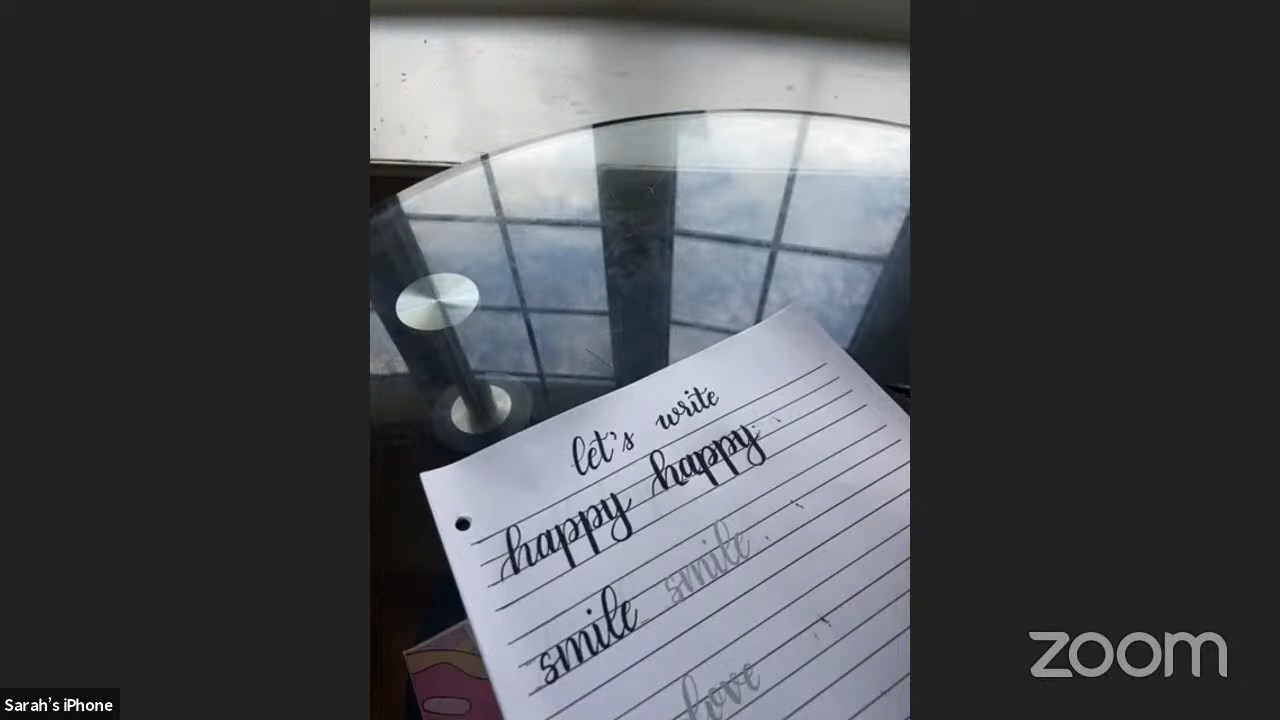 let's write
happy happy
smile smile
love
Sarah's iPhone
zoom